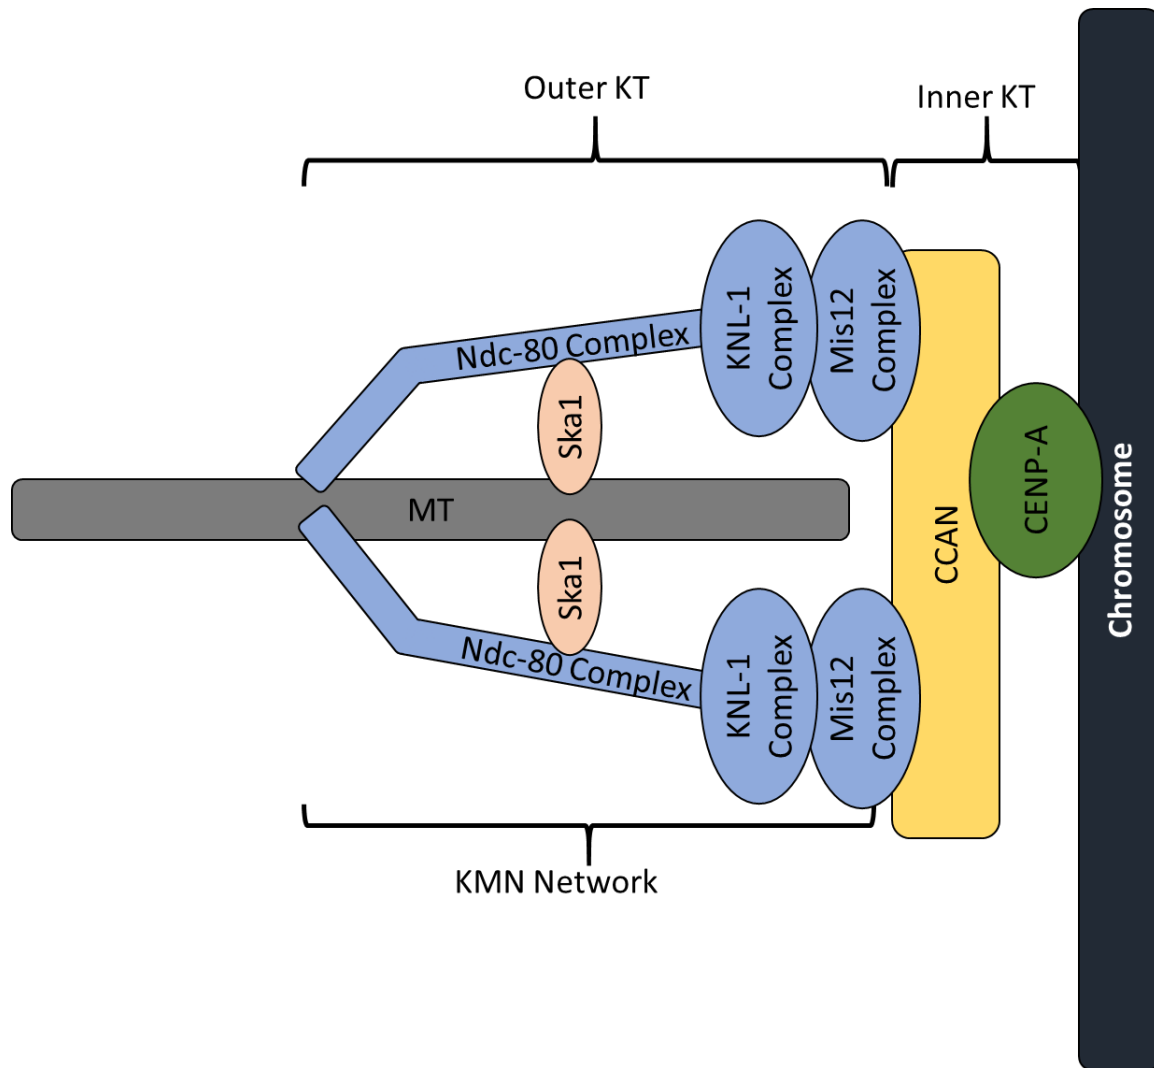 Outer KT
Inner KT
KNL-1
Complex
Mis12
Complex
Ndc-80 Complex
Ska1
MT
CENP-A
CCAN
Chromosome
Ska1
Ndc-80 Complex
KNL-1
Complex
Mis12
Complex
KMN Network